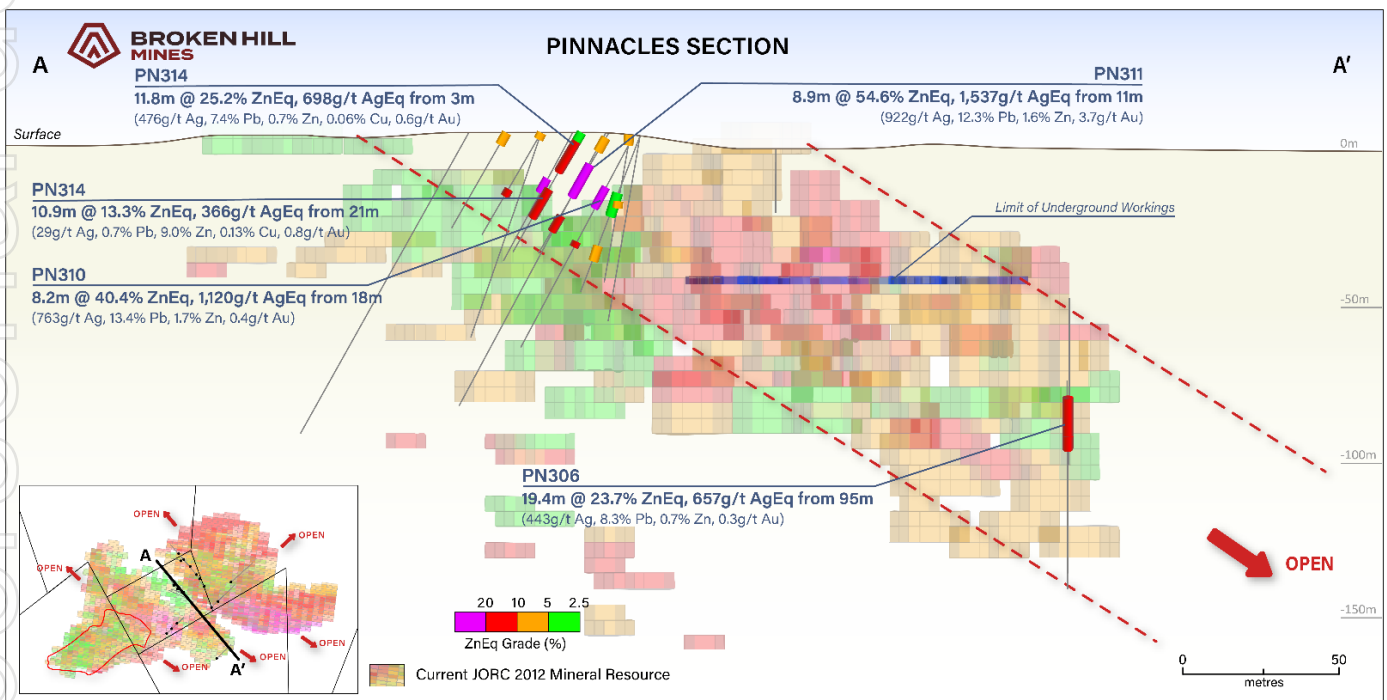 BROKEN HILL
MINES
PINNACLES SECTION
A
A'
PN314
11.8m @ 25.2% ZnEq, 698g/t AgEq from 3m
(476g/t Ag, 7.4% Pb, 0.7% Zn, 0.06% Cu, 0.6g/t Au)
PN311
8.9m @ 54.6% ZnEq, 1,537g/t AgEq from 11m
(922g/t Ag, 12.3% Pb, 1.6% Zn, 3.7g/t Au)
Surface
0m
PN314
10.9m @ 13.3% ZnEq, 366g/t AgEq from 21m
(29g/t Ag, 0.7% Pb, 9.0% Zn, 0.13% Cu, 0.8g/t Au)
Limit of Underground Workings
PN310
8.2m @ 40.4% ZnEq, 1,120g/t AgEq from 18m
(763g/t Ag, 13.4% Pb, 1.7% Zn, 0.4g/t Au)
-50m
-100m
PN306
19.4m @ 23.7% ZnEq, 657g/t AgEq from 95m
(443g/t Ag, 8.3% Pb, 0.7% Zn, 0.3g/t Au)
OPEN
-150m
OPEN
OPEN
A
OPEN
OPEN
OPEN
OPEN
A'
20 10 5 2.5
ZnEq Grade (%)
Current JORC 2012 Mineral Resource
0 50
metres